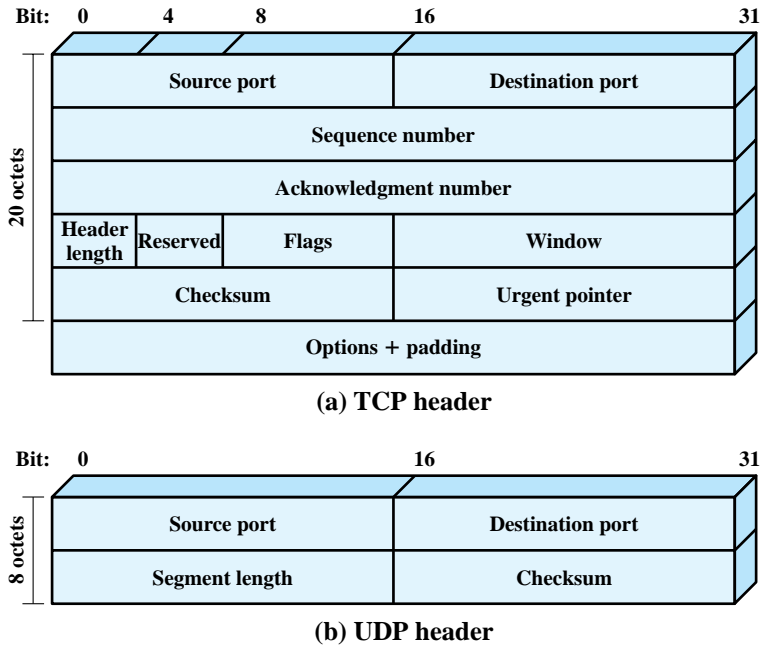 Bit: 0 4 8 16 31
Source port Destination port
Sequence number
20 octets
Acknowledgment number
Header
length
Reserved Flags Window
Checksum Urgent pointer
Options + padding
(a) TCP header
Bit: 0 16 31
Source port Destination port
8 octets
Segment length Checksum
(b) UDP header